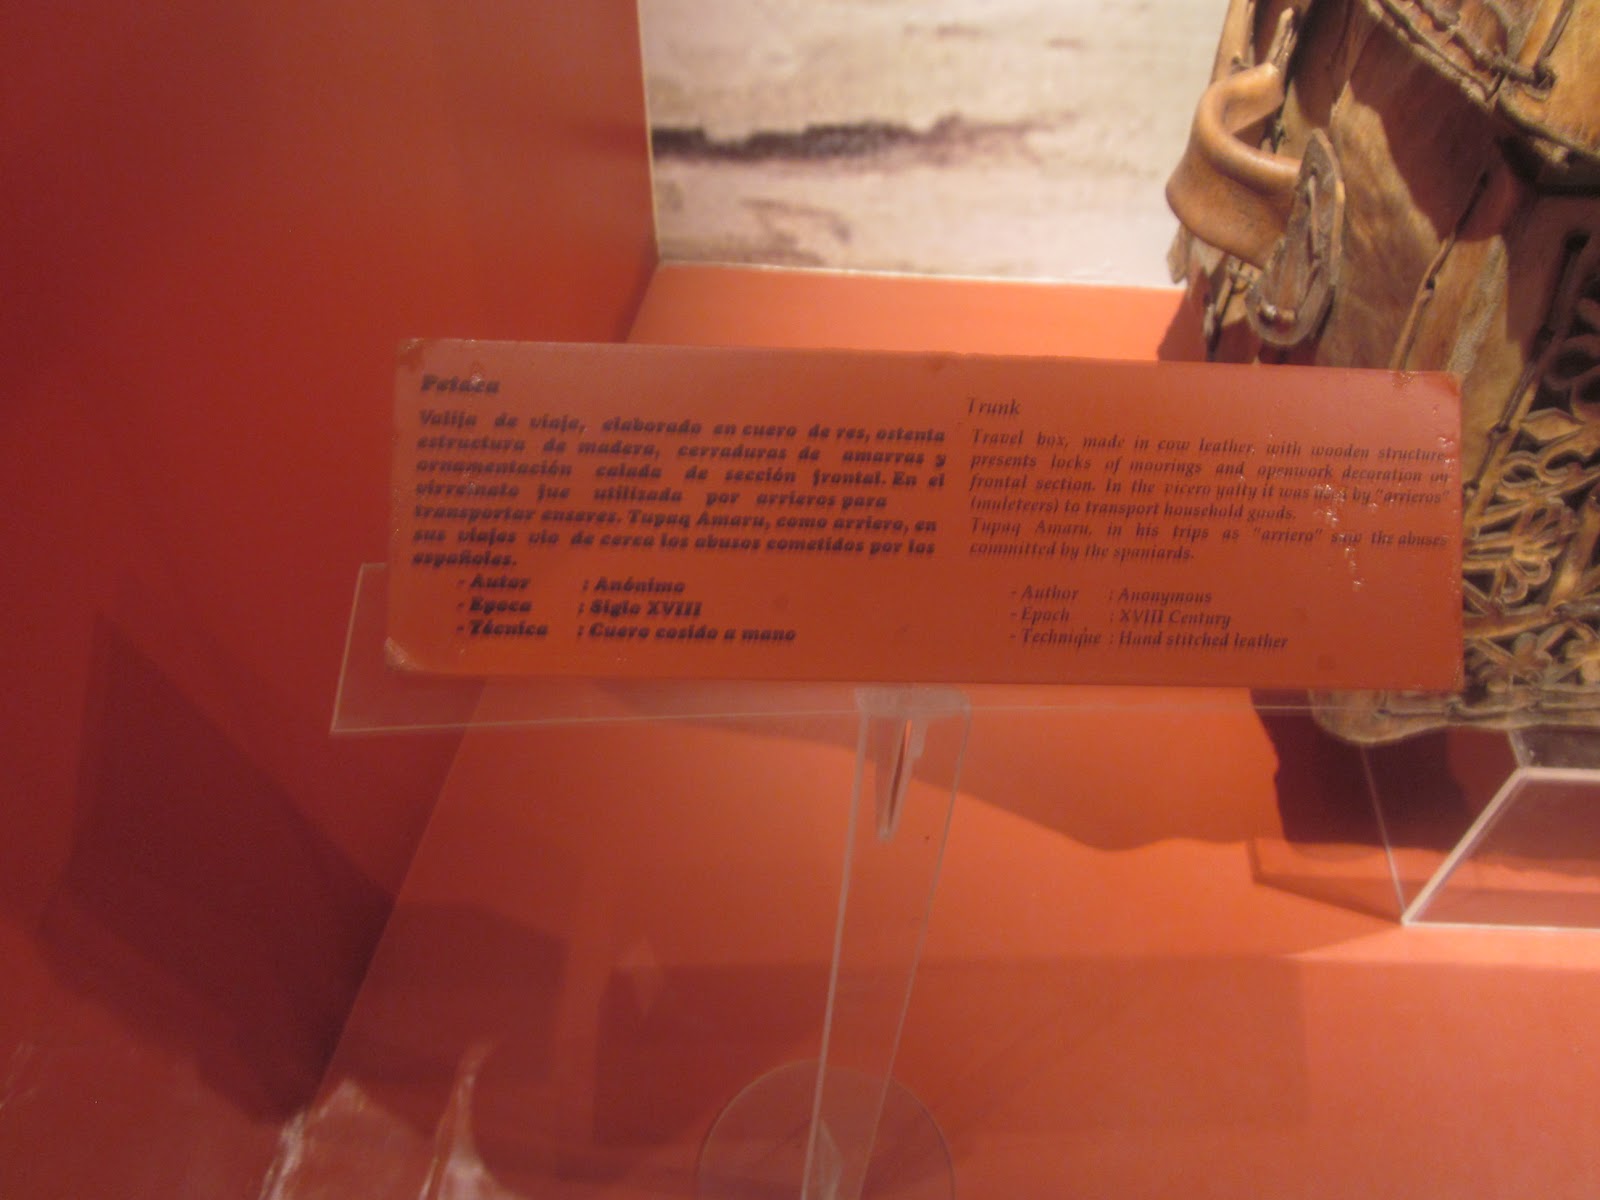 Petaca
Valija de viaje, elaborado en cuero de res, ostenta
estructura de madera, cerraduras de amarras y
ornamentación calada de sección frontal. En el
virreinato fue utilizada por arrieros para
transportar enseres. Tupaq Amaru, como arriero, en
sus viajes vio de cerca los abusos cometidos por los
españoles.
- Autor : Anónimo
- Epoca : Siglo XVIII
- Técnica : Cuero cosido a mano
Trunk
Travel box, made in cow leather, with wooden structure,
presents locks of moorings and openwork decoration on
frontal section. In the vicero yalty it was used by "arrieros"
(muleteers) to transport household goods.
Tupaq Amaru, in his trips as "arriero" saw the abuses
committed by the spaniards.
- Author : Anonymous
- Epoch : XVIII Century
- Technique : Hand stitched leather